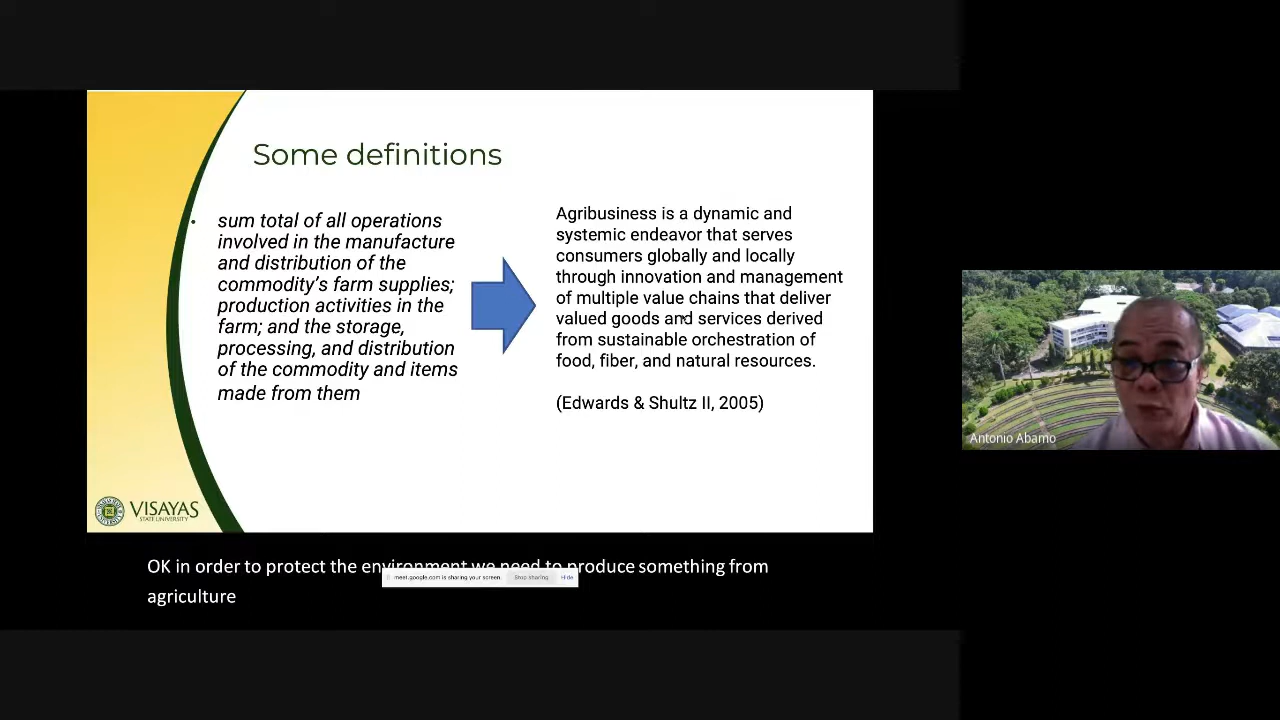 Some definitions
• sum total of all operations
involved in the manufacture
and distribution of the
commodity's farm supplies;
production activities in the
farm; and the storage,
processing, and distribution
of the commodity and items
made from them
Agribusiness is a dynamic and
systemic endeavor that serves
consumers globally and locally
through innovation and management
of multiple value chains that deliver
valued goods and services derived
from sustainable orchestration of
food, fiber, and natural resources.
(Edwards & Shultz II, 2005)
VISAYAS
STATE UNIVERSITY
Antonio Abamo
OK in order to protect the environment we need to produce something from
agriculture
meet.google.com is sharing your screen. Stop sharing Hide